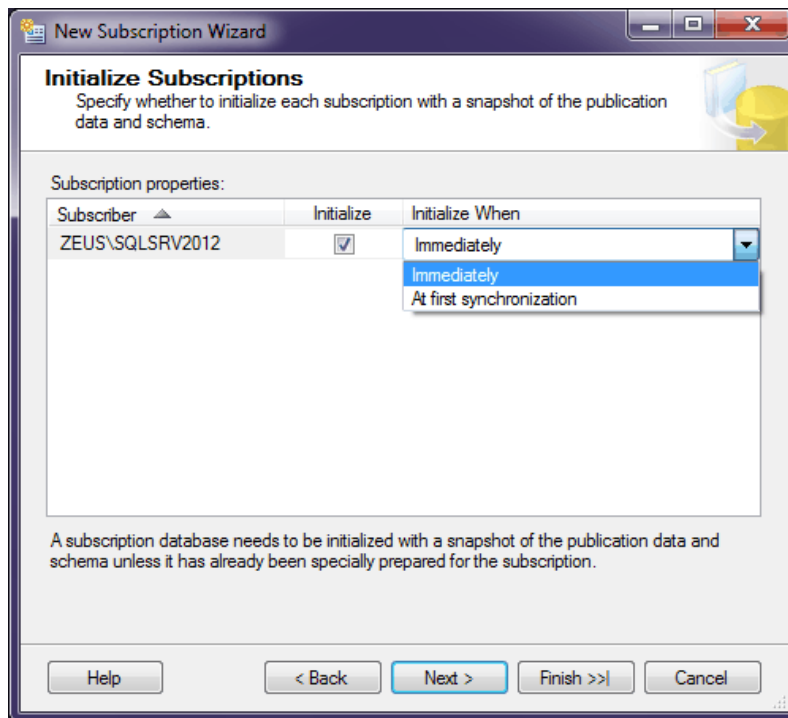 New Subscription Wizard
Initialize Subscriptions
Specify whether to initialize each subscription with a snapshot of the publication
data and schema.
Subscription properties:
Subscriber Initialize Initialize When
ZEUS\SQLSRV2012 Immediately
Immediately
At first synchronization
A subscription database needs to be initialized with a snapshot of the publication data and
schema unless it has already been specially prepared for the subscription.
Help < Back Next > Finish >>| Cancel